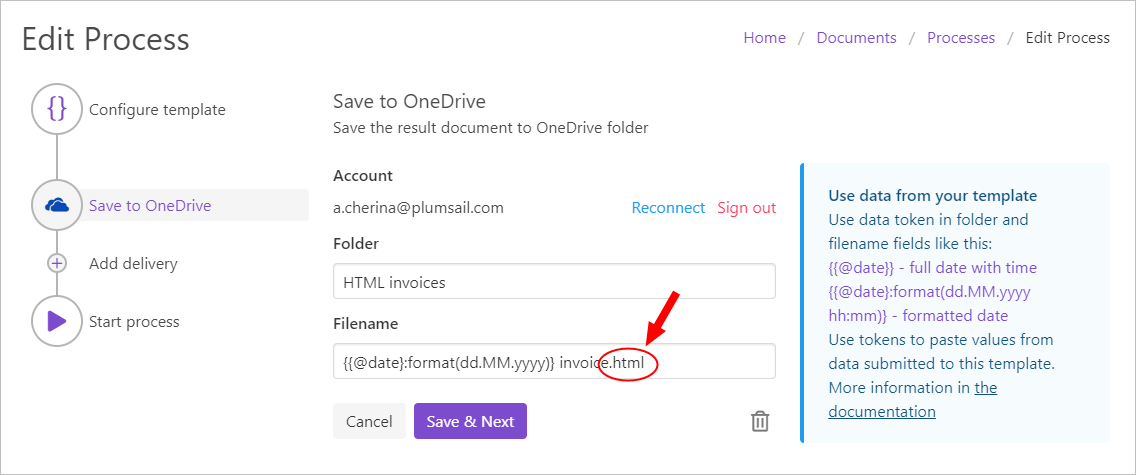 Edit Process
Home / Documents / Processes / Edit Process
{} Configure template
Save to OneDrive
Add delivery
Start process
Save to OneDrive
Save the result document to OneDrive folder
Account
a.cherina@plumsail.com Reconnect Sign out
Folder
HTML invoices
Filename
{{@date}:format(dd.MM.yyyy)} invoice.html
Cancel Save & Next
Use data from your template
Use data token in folder and
filename fields like this:
{{@date}} - full date with time
{{@date}:format(dd.MM.yyyy
hh:mm)} - formatted date
Use tokens to paste values from
data submitted to this template.
More information in the
documentation